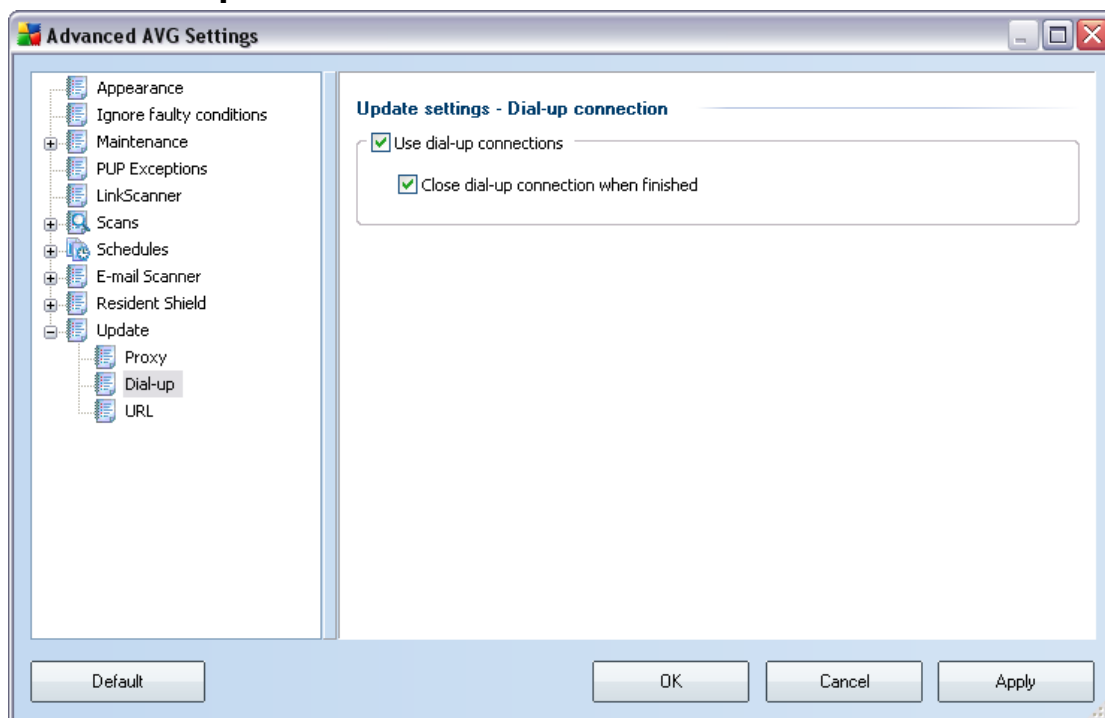 Advanced AVG Settings
Appearance
Ignore faulty conditions
Maintenance
PUP Exceptions
LinkScanner
Scans
Schedules
E-mail Scanner
Resident Shield
Update
Proxy
Dial-up
URL
Update settings - Dial-up connection
Use dial-up connections
Close dial-up connection when finished
Default
OK
Cancel
Apply